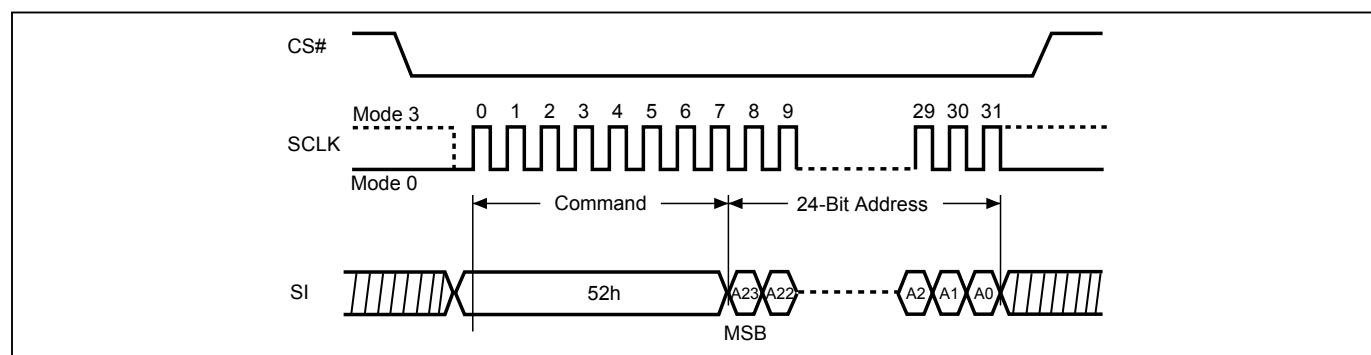 CS#
Mode 3 0 1 2 3 4 5 6 7 8 9 29 30 31
SCLK
Mode 0
Command 24-Bit Address
SI 52h A23 A22 A2 A1 A0
MSB